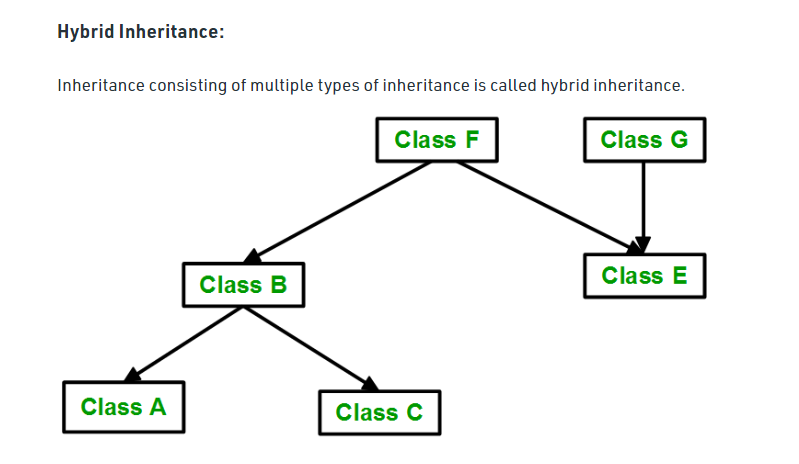 Hybrid Inheritance:
Inheritance consisting of multiple types of inheritance is called hybrid inheritance.
Class F
Class G
Class B
Class E
Class A
Class C